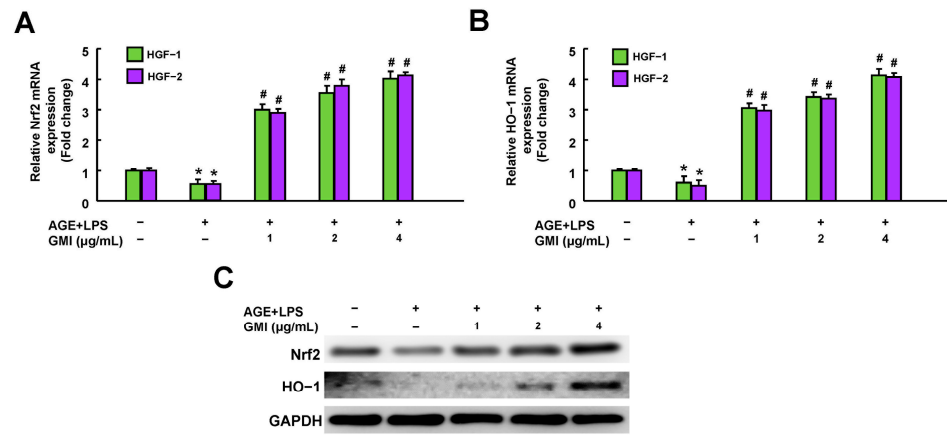 A
Relative Nrf2 mRNA
expression
(Fold change)
5
4
3
2
1
0
HGF−1
HGF−2
* *
# #
# #
# #
AGE+LPS − + + + +
GMI (µg/mL) − − 1 2 4
B
Relative HO−1 mRNA
expression
(Fold change)
5
4
3
2
1
0
HGF−1
HGF−2
* *
# #
# #
# #
AGE+LPS − + + + +
GMI (µg/mL) − − 1 2 4
C
AGE+LPS − + + + +
GMI (µg/mL) − − 1 2 4
Nrf2
HO−1
GAPDH